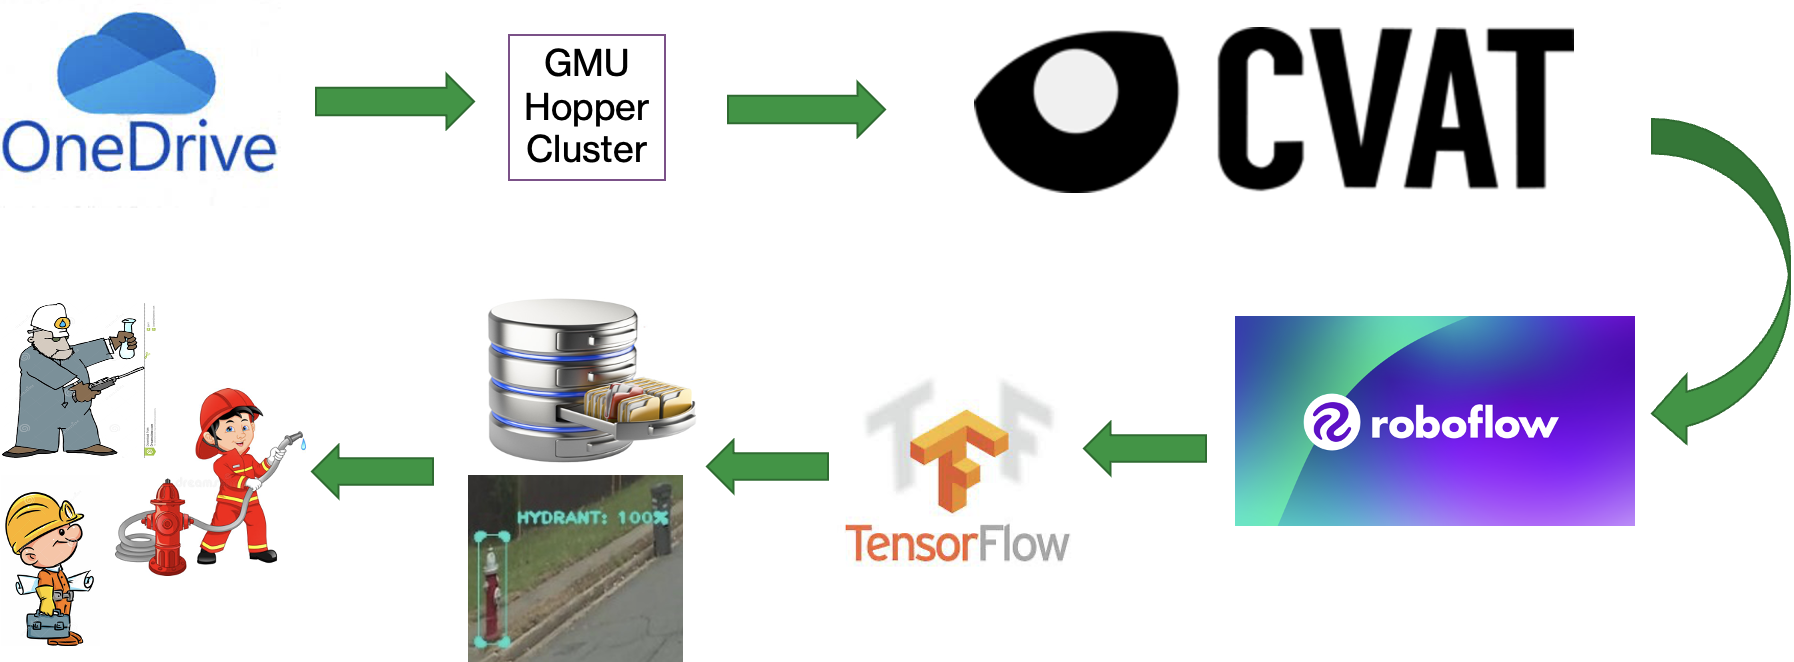 OneDrive
GMU
Hopper
Cluster
CVAT
roboflow
TensorFlow
HYDRANT: 100%